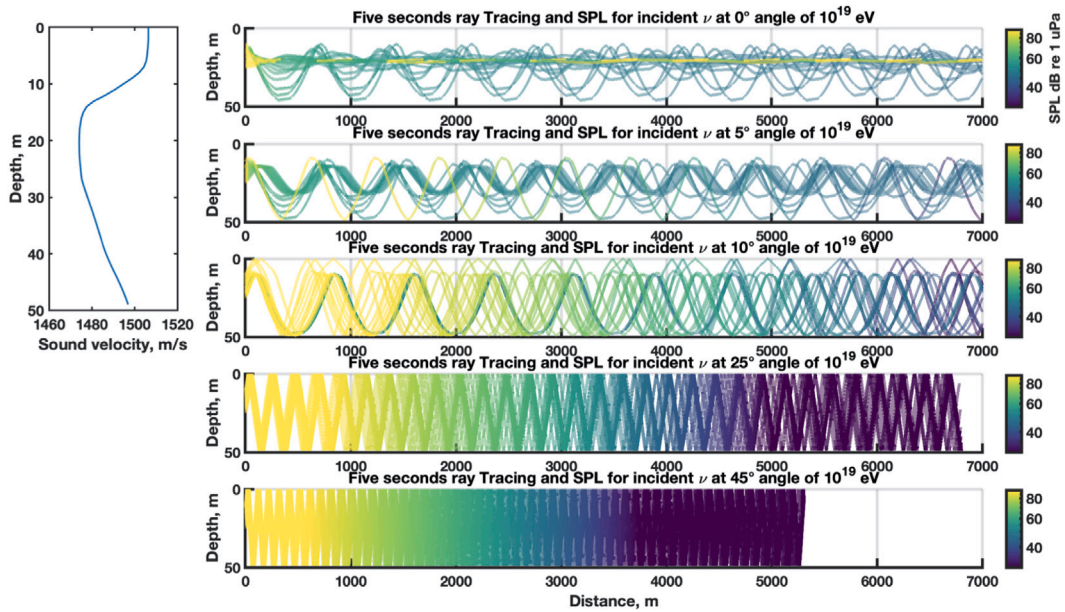 0
10
20
30
40
50
1460 1480 1500 1520
Sound velocity, m/s
Depth, m
Five seconds ray Tracing and SPL for incident ν at 0° angle of 10¹⁹ eV
Depth, m
0
50
0 1000 2000 3000 4000 5000 6000 7000
80
60
40
SPL dB re 1 uPa
Five seconds ray Tracing and SPL for incident ν at 5° angle of 10¹⁹ eV
Depth, m
0
50
0 1000 2000 3000 4000 5000 6000 7000
80
60
40
Five seconds ray Tracing and SPL for incident ν at 10° angle of 10¹⁹ eV
Depth, m
0
50
0 1000 2000 3000 4000 5000 6000 7000
80
60
40
Five seconds ray Tracing and SPL for incident ν at 25° angle of 10¹⁹ eV
Depth, m
0
50
0 1000 2000 3000 4000 5000 6000 7000
80
60
40
Five seconds ray Tracing and SPL for incident ν at 45° angle of 10¹⁹ eV
Depth, m
0
50
0 1000 2000 3000 4000 5000 6000 7000
80
60
40
Distance, m